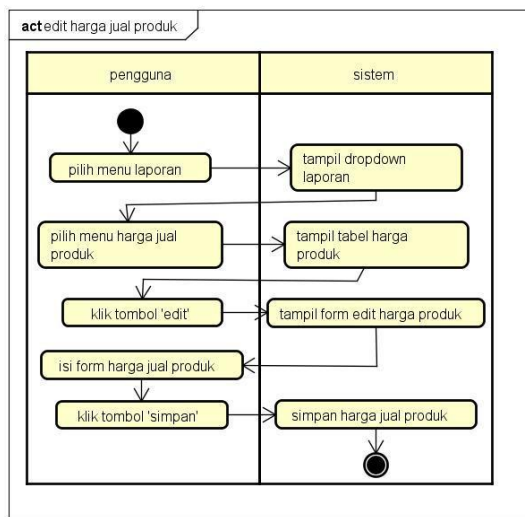 act edit harga jual produk
pengguna
sistem
pilih menu laporan
tampil dropdown
laporan
pilih menu harga jual
produk
tampil tabel harga
produk
klik tombol 'edit'
tampil form edit harga produk
isi form harga jual produk
klik tombol 'simpan'
simpan harga jual produk